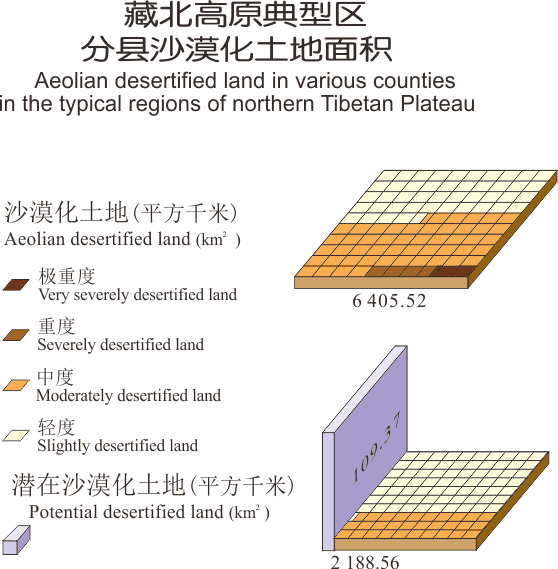 藏北高原典型区
分县沙漠化土地面积
Aeolian desertified land in various counties
in the typical regions of northern Tibetan Plateau
沙漠化土地(平方千米)
Aeolian desertified land (km² )
极重度
Very severely desertified land
重度
Severely desertified land
中度
Moderately desertified land
轻度
Slightly desertified land
潜在沙漠化土地(平方千米)
Potential desertified land (km² )
6 405.52
109.37
2 188.56